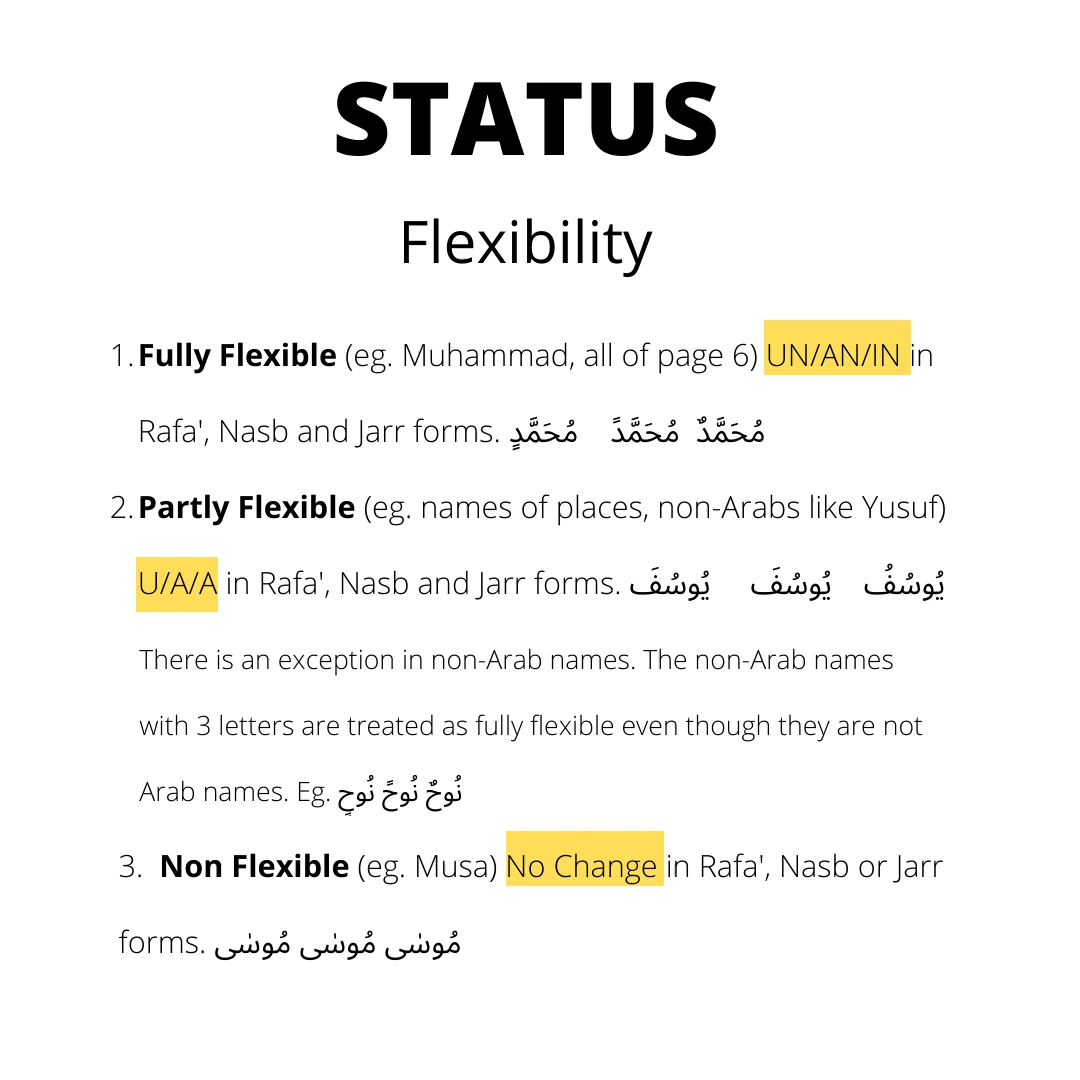 STATUS
Flexibility
1. Fully Flexible (eg. Muhammad, all of page 6) UN/AN/IN in
Rafa', Nasb and Jarr forms. مُحَمَّدٌ مُحَمَّدً مُحَمَّدٍ
2. Partly Flexible (eg. names of places, non-Arabs like Yusuf)
U/A/A in Rafa', Nasb and Jarr forms. يُوسُفُ يُوسُفَ يُوسُفَ
There is an exception in non-Arab names. The non-Arab names
with 3 letters are treated as fully flexible even though they are not
Arab names. Eg. نُوحٌ نُوحً نُوحٍ
3. Non Flexible (eg. Musa) No Change in Rafa', Nasb or Jarr
forms. مُوسٰى مُوسٰى مُوسٰى